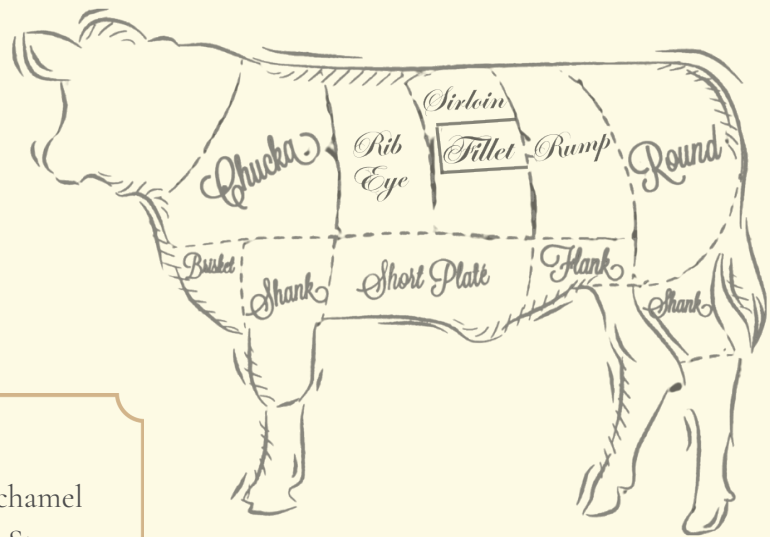 Sirloin
Chucka
Rib
Eye
Fillet
Rump
Round
Brisket
Shank
Short Plate
Flank
Shank
chamel